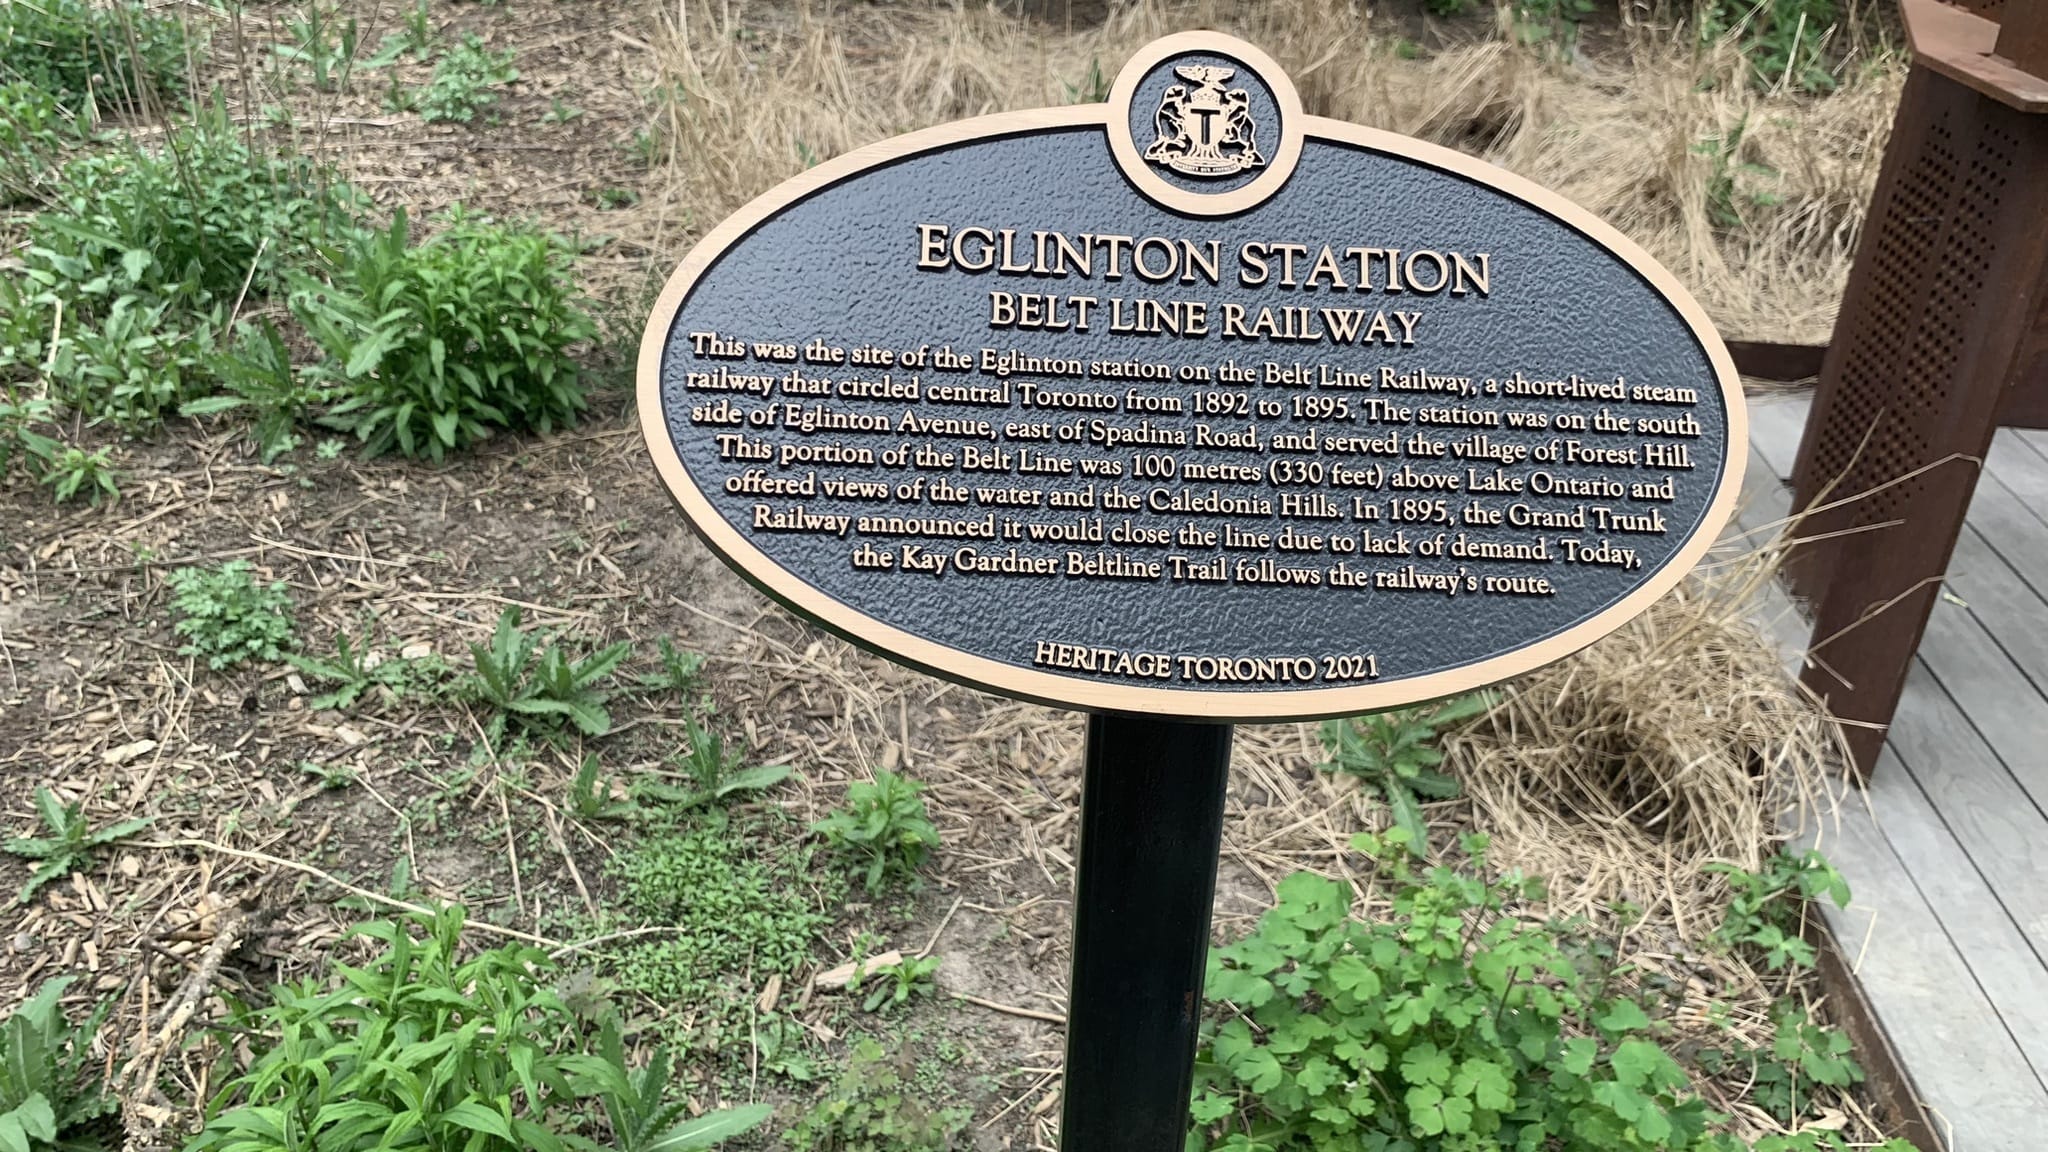 T
EGLINTON STATION
BELT LINE RAILWAY
This was the site of the Eglinton station on the Belt Line Railway, a short-lived steam
railway that circled central Toronto from 1892 to 1895. The station was on the south
side of Eglinton Avenue, east of Spadina Road, and served the village of Forest Hill.
This portion of the Belt Line was 100 metres (330 feet) above Lake Ontario and
offered views of the water and the Caledonia Hills. In 1895, the Grand Trunk
Railway announced it would close the line due to lack of demand. Today,
the Kay Gardner Beltline Trail follows the railway's route.
HERITAGE TORONTO 2021